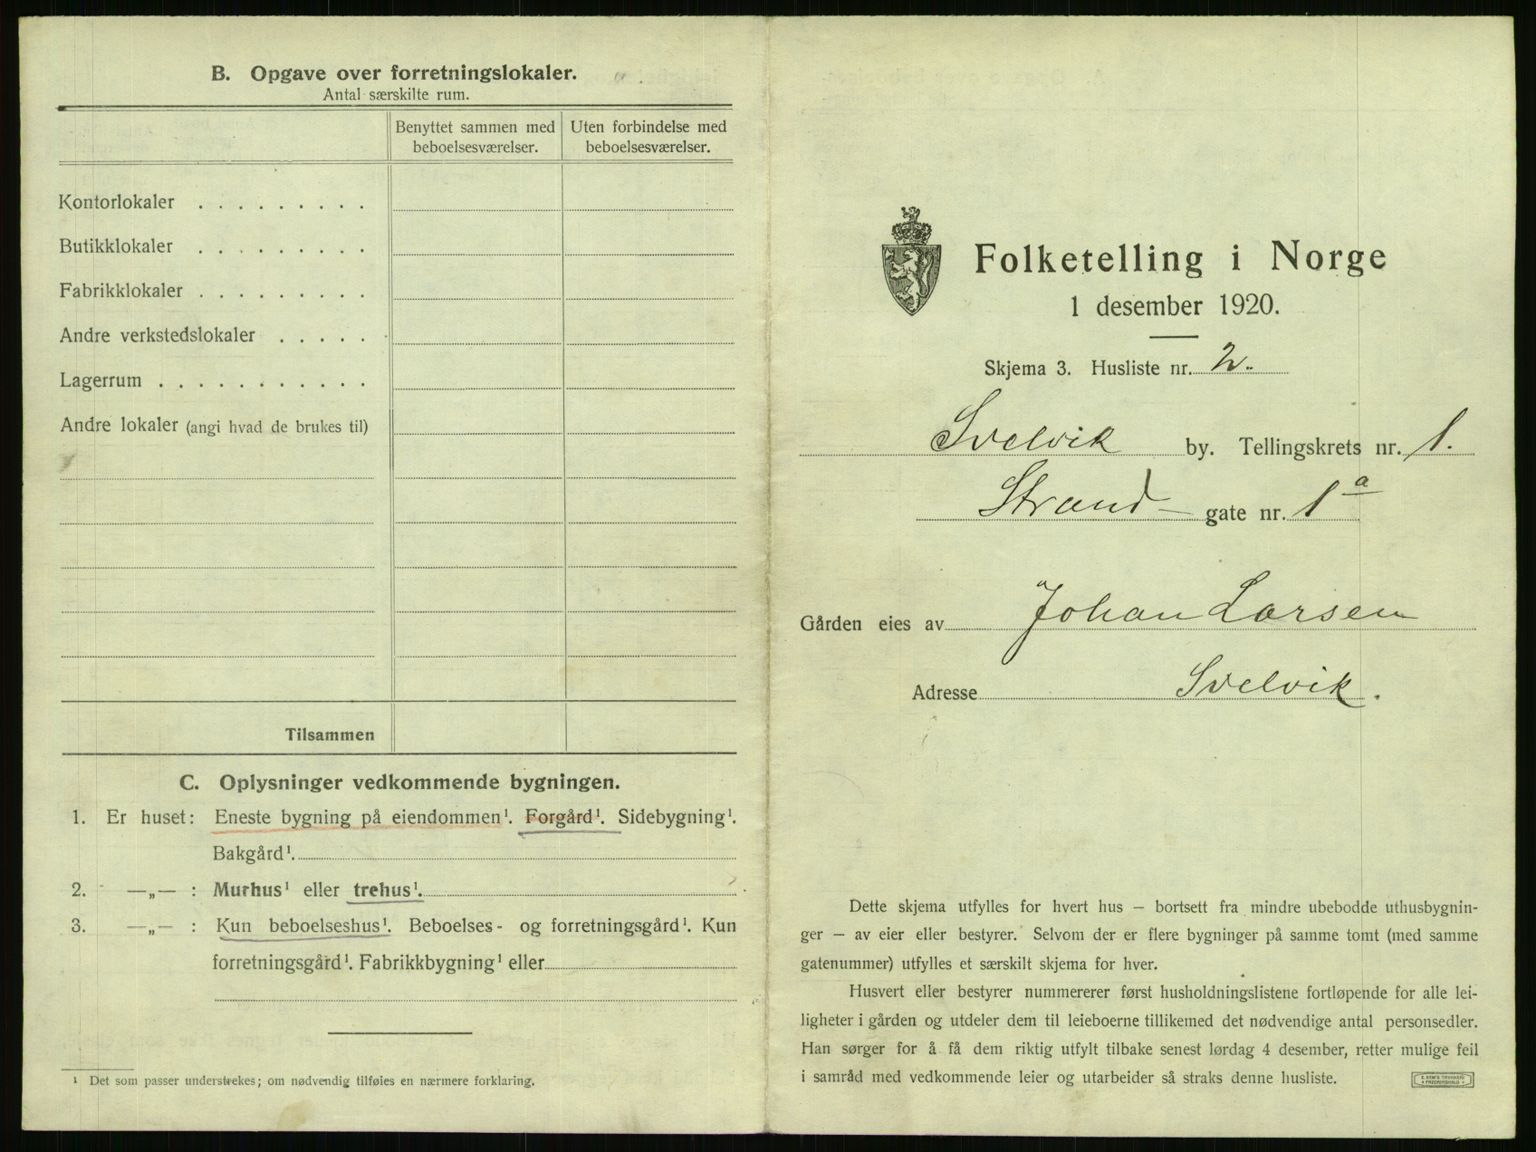 B. Opgave over forretningslokaler.
Antal særskilte rum.
Benyttet sammen med beboelsesværelser.
Uten forbindelse med beboelsesværelser.
Kontorlokaler . . . . . . . . .
Butikklokaler . . . . . . . . .
Fabrikklokaler . . . . . . . . .
Andre verkstedslokaler . . . . .
Lagerrum . . . . . . . . . . .
Andre lokaler (angi hvad de brukes til)
Tilsammen
C. Oplysninger vedkommende bygningen.
1. Er huset: Eneste bygning på eiendommen¹. Forgård¹. Sidebygning¹.
Bakgård¹.
2. —„— : Murhus¹ eller trehus¹.
3. —„— : Kun beboelseshus¹. Beboelses- og forretningsgård¹. Kun
forretningsgård¹. Fabrikkbygning¹ eller
¹ Det som passer understrekes; om nødvendig tilføies en nærmere forklaring.
Folketelling i Norge
1 desember 1920.
Skjema 3. Husliste nr. 2.
Svelvik by. Tellingskrets nr. 1.
Strand- gate nr. 1 a
Gården eies av Johan Larsen
Adresse Svelvik.
Dette skjema utfylles for hvert hus – bortsett fra mindre ubebodde uthusbygnin-
ger – av eier eller bestyrer. Selvom der er flere bygninger på samme tomt (med samme
gatenummer) utfylles et særskilt skjema for hver.
Husvert eller bestyrer nummererer først husholdningslistene fortløpende for alle lei-
ligheter i gården og utdeler dem til leieboerne tillikemed det nødvendige antal personsedler.
Han sørger for å få dem riktig utfylt tilbake senest lørdag 4 desember, retter mulige feil
i samråd med vedkommende leier og utarbeider så straks denne husliste.